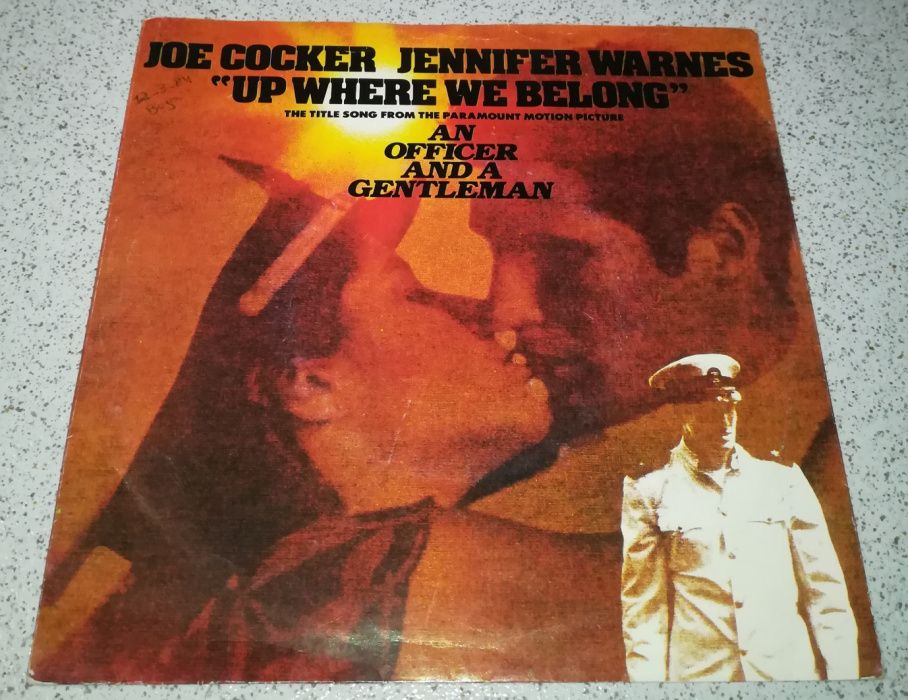 JOE COCKER JENNIFER WARNES
"UP WHERE WE BELONG"
THE TITLE SONG FROM THE PARAMOUNT MOTION PICTURE
AN
OFFICER
AND A
GENTLEMAN